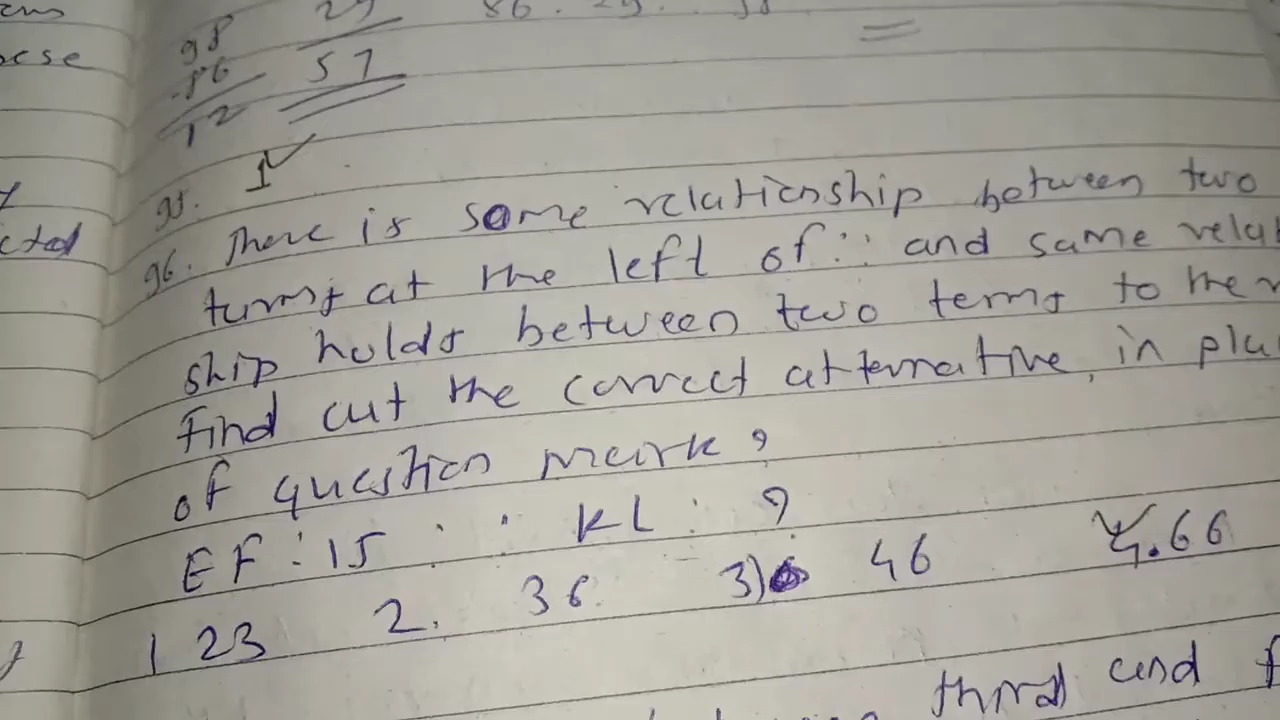 98
86
12
57
95. 1
96. There is some relationship between two
terms at the left of :: and same relat
ship holds between two terms to the r
Find out the correct alternative, in pla
of question mark ?
EF : 15 : : KL : ?
1 23 2. 36. 3) 46 4. 66
third and f